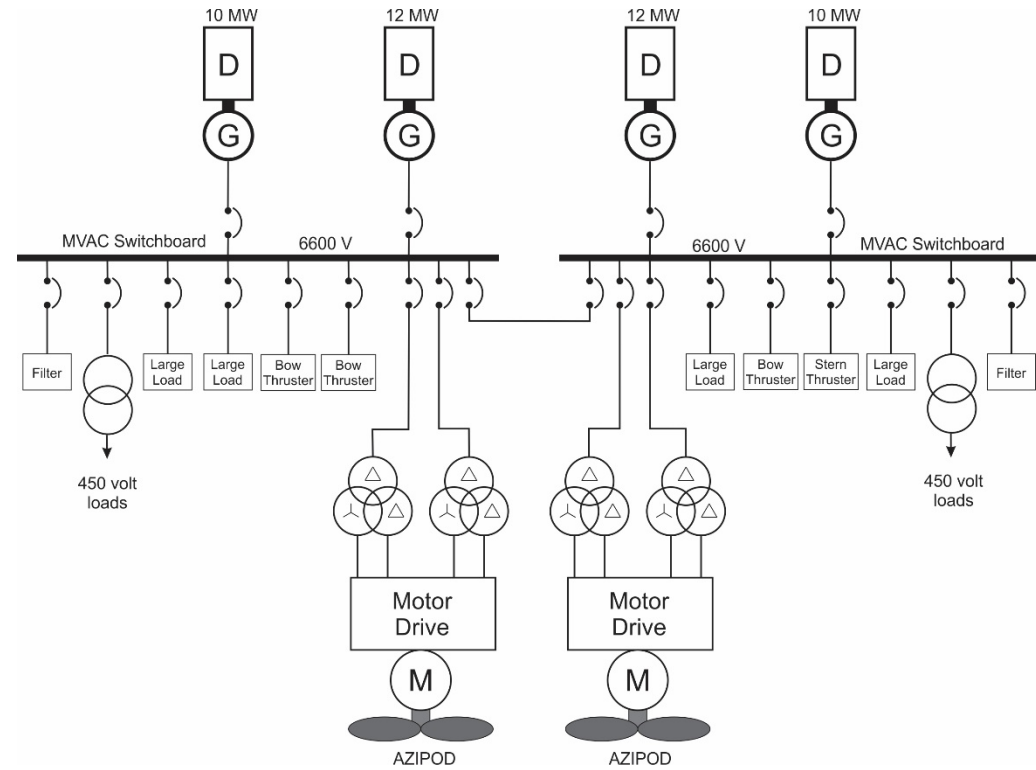 10 MW
12 MW
12 MW
10 MW
D
D
D
D
G
G
G
G
MVAC Switchboard
6600 V
6600 V
MVAC Switchboard
Filter
Large
Load
Large
Load
Bow
Thruster
Bow
Thruster
Large
Load
Bow
Thruster
Stern
Thruster
Large
Load
Filter
450 volt
loads
450 volt
loads
Motor
Drive
Motor
Drive
M
M
AZIPOD
AZIPOD